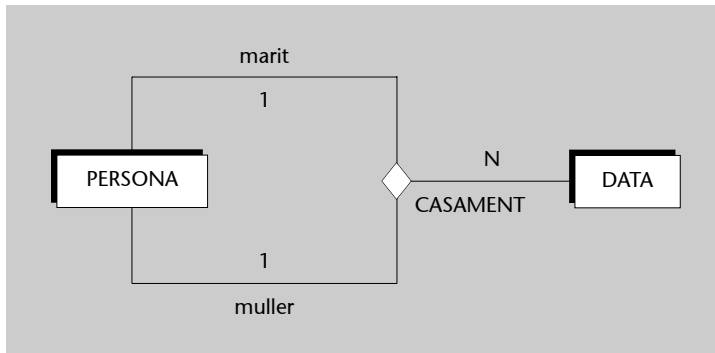 marit
1
PERSONA
N
DATA
CASAMENT
1
muller